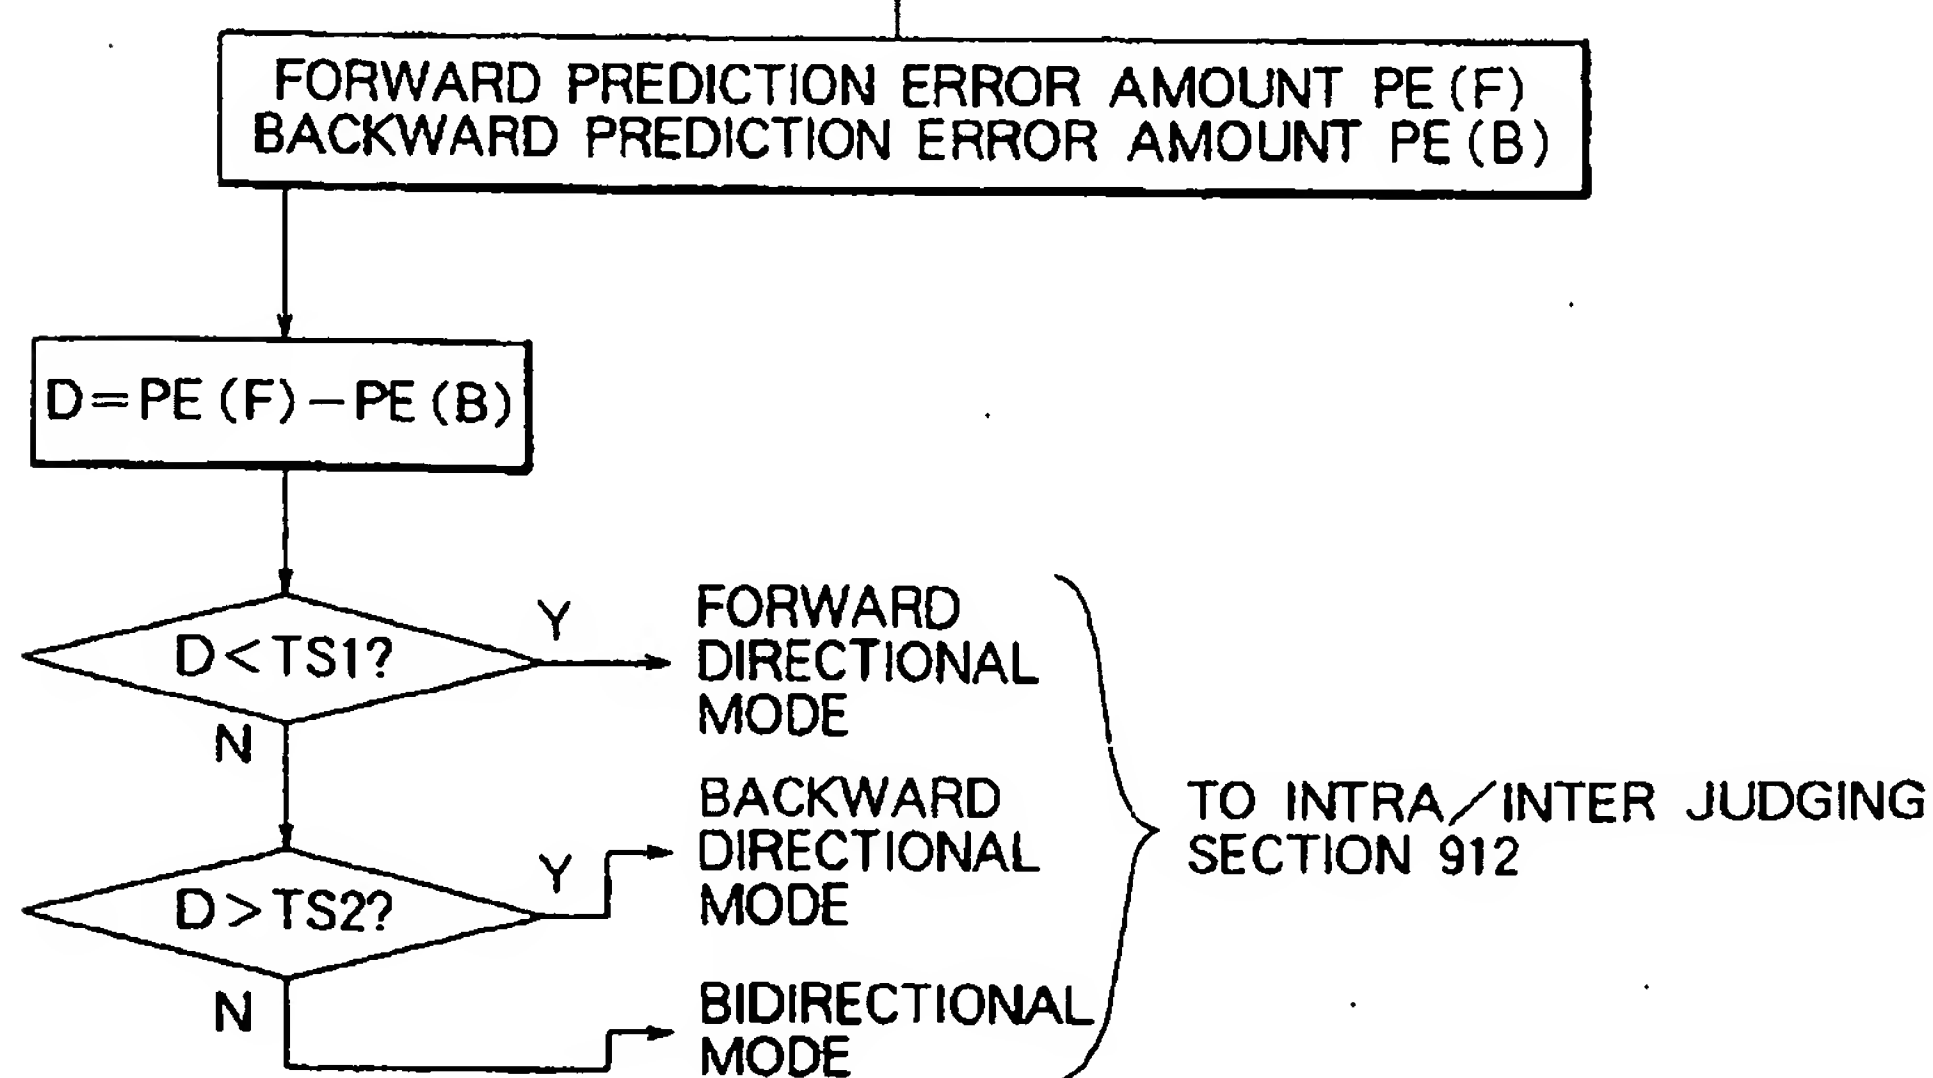 FORWARD PREDICTION ERROR AMOUNT PE (F)
BACKWARD PREDICTION ERROR AMOUNT PE (B)
D=PE (F) −PE (B)
D<TS1?
Y
N
FORWARD
DIRECTIONAL
MODE
D>TS2?
Y
N
BACKWARD
DIRECTIONAL
MODE
BIDIRECTIONAL
MODE
TO INTRA/INTER JUDGING
SECTION 912